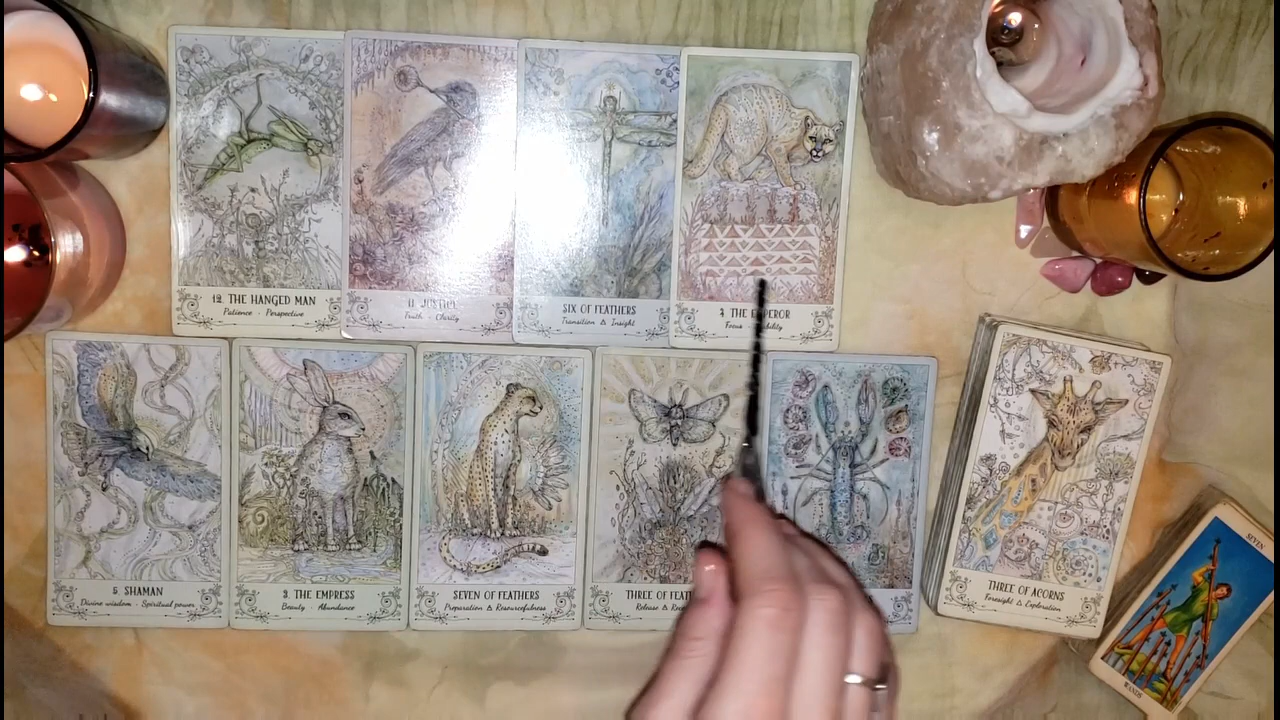 12. THE HANGED MAN
Patience · Perspective
11. JUSTICE
Truth · Clarity
SIX OF FEATHERS
Transition Δ Insight
4. THE
Focus
5. SHAMAN
Divine wisdom · Spiritual power
3. THE EMPRESS
Beauty · Abundance
SEVEN OF FEATHERS
Preparation Δ Resourcefulness
THREE OF
Release Δ
THREE OF ACORNS
Foresight Δ Exploration
SEVEN
WANDS